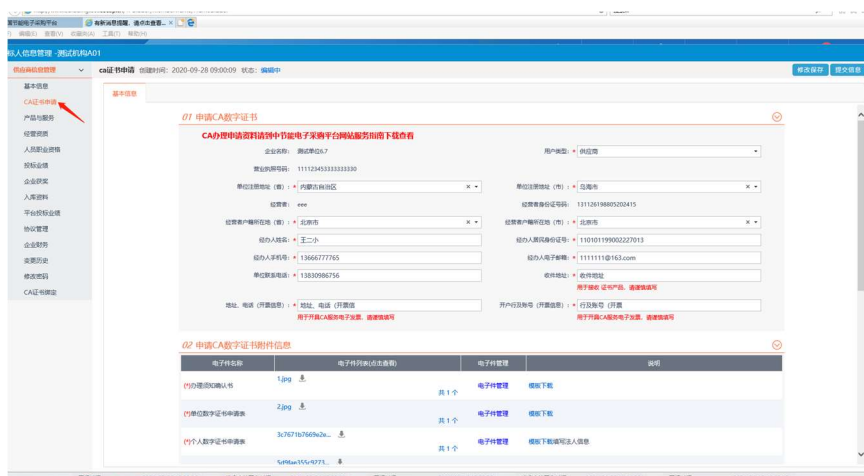 节能电子采购平台 有新消息提醒，请点击查看...
编辑(E) 查看(V) 收藏夹(A) 工具(T) 帮助(H)
标人信息管理 -测试机构A01
供应商信息管理 ca证书申请 创建时间：2020-09-28 09:00:09 状态：编辑中 修改保存 提交信息
基本信息
CA证书申请
产品与服务
经营资质
人员职业资格
投标业绩
企业获奖
入库资料
平台投标业绩
协议管理
企业财务
变更历史
修改密码
CA证书绑定
基本信息
01 申请CA数字证书
CA办理申请资料请到中节能电子采购平台网站服务指南下载查看
企业名称： 测试单位6.7 用户类型： * 供应商
营业执照号码： 111123453333333330
单位注册地址（省）： * 内蒙古自治区 × 单位注册地址（市）： * 乌海市 ×
经营者： eee 经营者身份证号码： 131126198805202415
经营者户籍所在地（省）： * 北京市 × 经营者户籍所在地（市）： * 北京市 ×
经办人姓名： * 王二小 经办人居民身份证号： * 110101199002227013
经办人手机号： * 13666777765 经办人电子邮箱： * 1111111@163.com
单位联系电话： * 13830986756 收件地址： * 收件地址
用于接收 证书产品，请谨慎填写
地址、电话（开票信息）： * 地址、电话（开票信 开户行及账号（开票信息）： * 行及账号（开票
用于开具CA服务电子发票，请谨慎填写 用于开具CA服务电子发票，请谨慎填写
02 申请CA数字证书附件信息
电子件名称 电子件列表(点击查看) 电子件管理 说明
(*)办理须知确认书 1.jpg 共 1 个 电子件管理 模板下载
(*)单位数字证书申请表 2.jpg 共 1 个 电子件管理 模板下载
(*)个人数字证书申请表 3c7671b7669e2e... 共 1 个 电子件管理 模板下载填写法人信息
5d9fae355c9273...